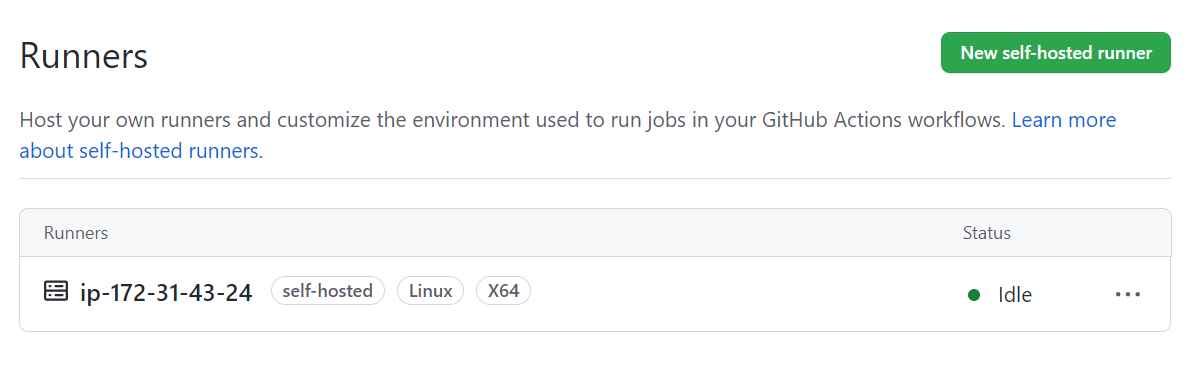 Runners
New self-hosted runner
Host your own runners and customize the environment used to run jobs in your GitHub Actions workflows. Learn more
about self-hosted runners.
Runners Status
ip-172-31-43-24 self-hosted Linux X64 Idle